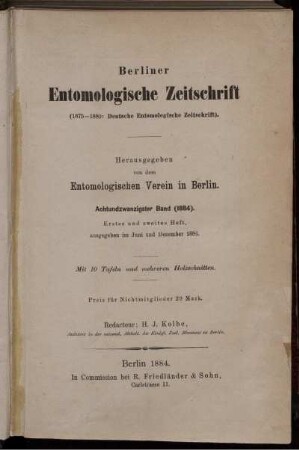 Berliner
Entomologische Zeitschrift
(1875—1880: Deutsche Entomologische Zeitschrift).
Herausgegeben
von dem
Entomologischen Verein in Berlin.
Achtundzwanzigster Band (1884).
Erstes und zweites Heft,
ausgegeben im Juni und December 1884.
Mit 10 Tafeln und mehreren Holzschnitten.
Preis für Nichtmitglieder 22 Mark.
Redacteur: H. J. Kolbe,
Berlin 1884.
In Commission bei R. Friedländer & Sohn,
Carlstrasse 11.